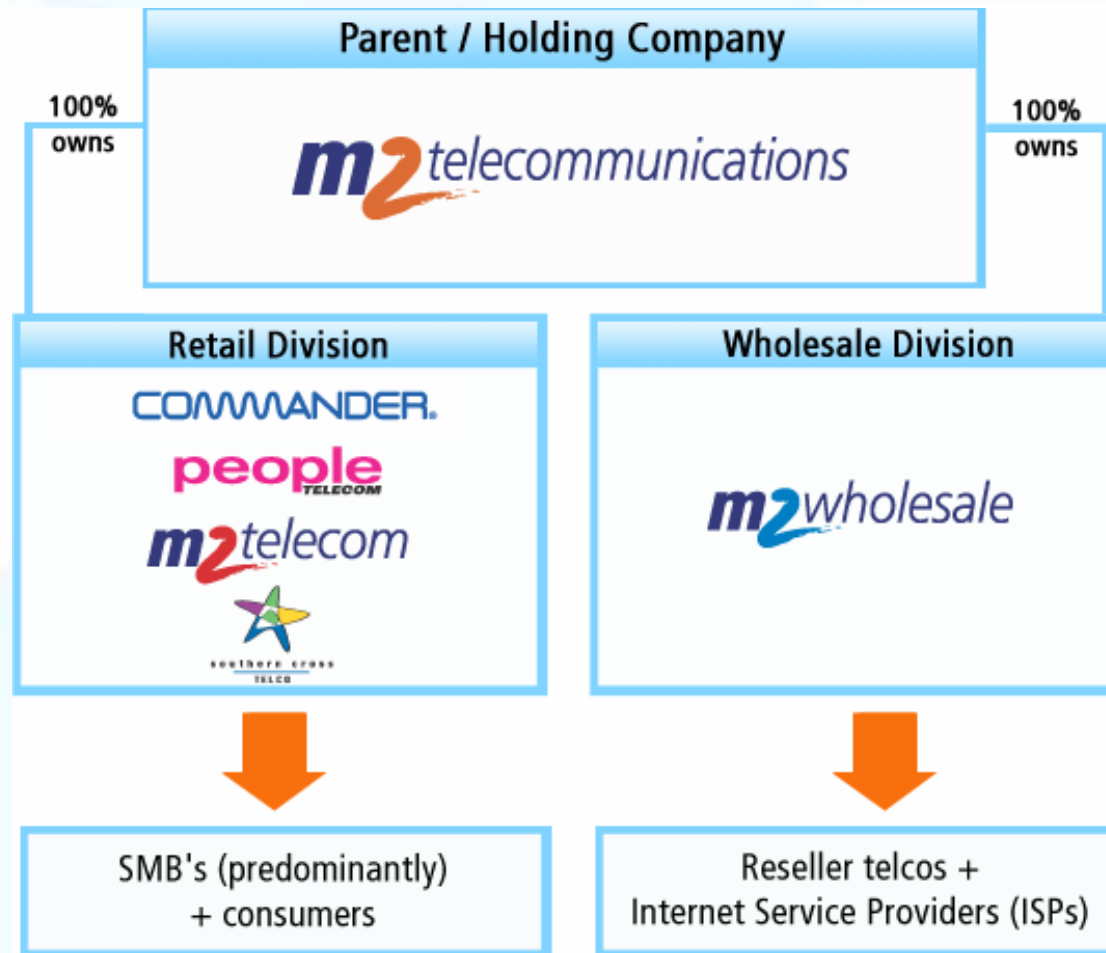 Parent / Holding Company
100%
owns
m2 telecommunications
100%
owns
Retail Division
COMMANDER®
people
TELECOM
m2 telecom
southern cross
TELCO
Wholesale Division
m2 wholesale
SMB's (predominantly)
+ consumers
Reseller telcos +
Internet Service Providers (ISPs)